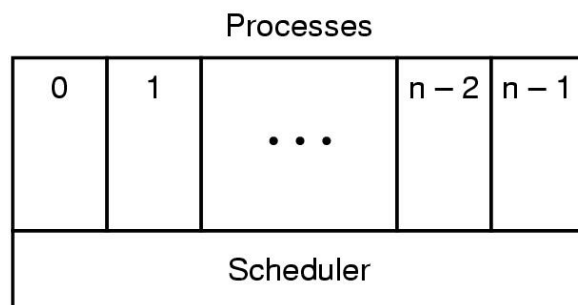 Processes
0 1 • • • n – 2 n – 1
Scheduler